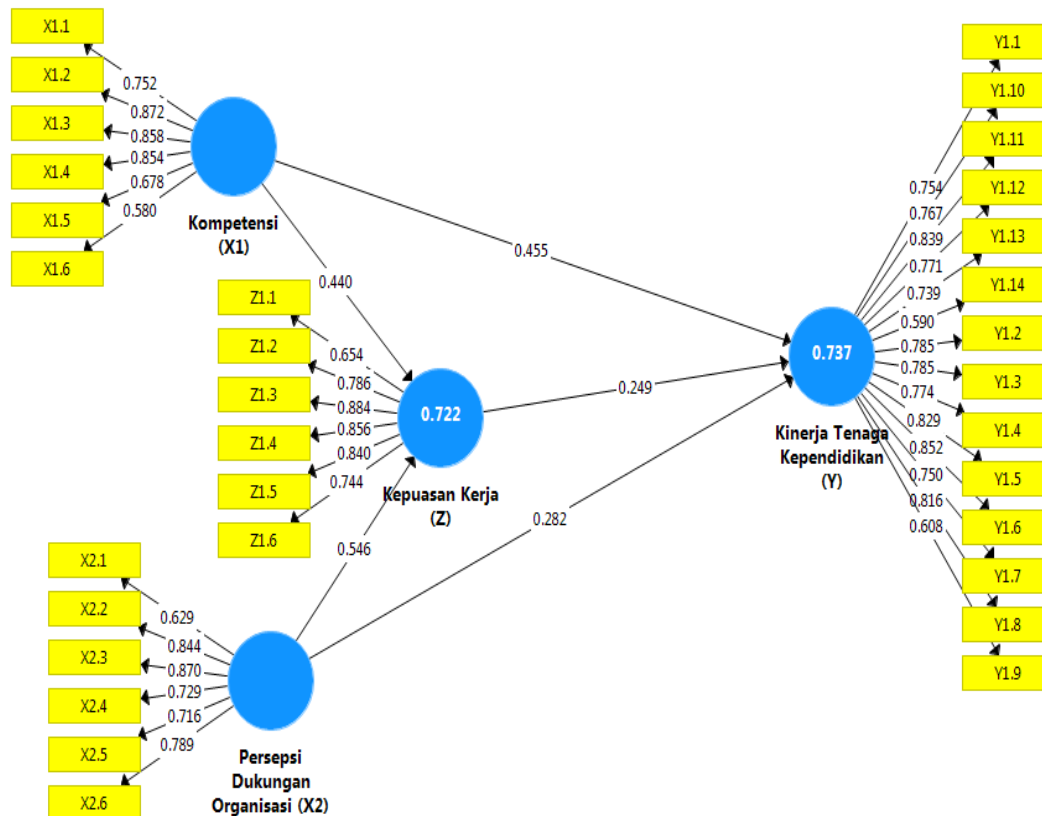 X1.1
X1.2
X1.3
X1.4
X1.5
X1.6
0.752
0.872
0.858
0.854
0.678
0.580
Kompetensi
(X1)
0.440
0.455
Z1.1
Z1.2
Z1.3
Z1.4
Z1.5
Z1.6
0.654
0.786
0.884
0.856
0.840
0.744
0.722
Kepuasan Kerja
(Z)
0.249
0.546
0.282
X2.1
X2.2
X2.3
X2.4
X2.5
X2.6
0.629
0.844
0.870
0.729
0.716
0.789
Persepsi
Dukungan
Organisasi (X2)
0.737
Kinerja Tenaga
Kependidikan
(Y)
0.754
0.767
0.839
0.771
0.739
0.590
0.785
0.785
0.774
0.829
0.852
0.750
0.816
0.608
Y1.1
Y1.10
Y1.11
Y1.12
Y1.13
Y1.14
Y1.2
Y1.3
Y1.4
Y1.5
Y1.6
Y1.7
Y1.8
Y1.9